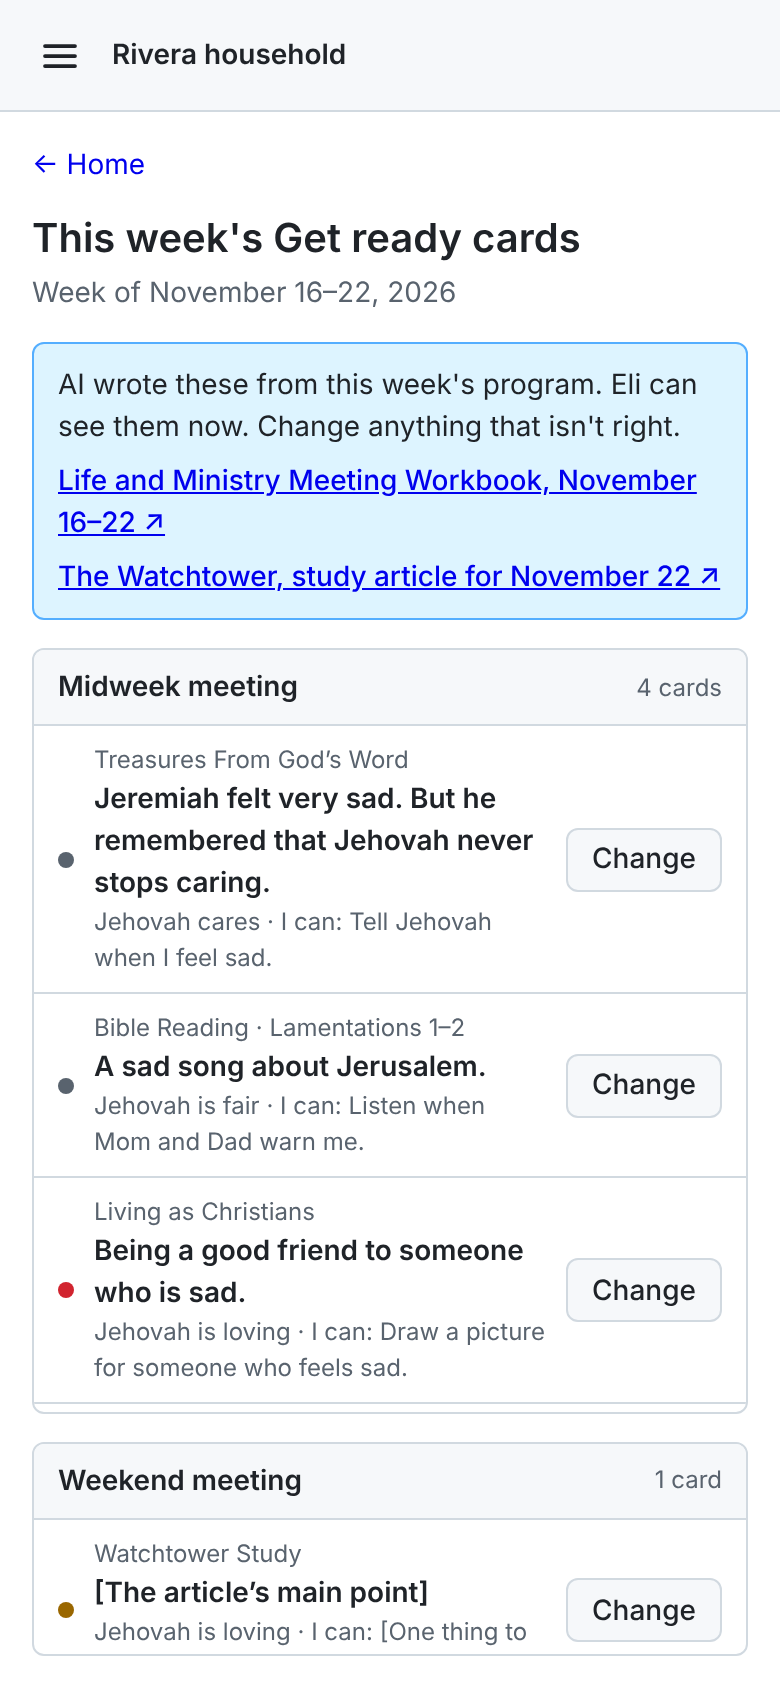 Rivera household
← Home
This week's Get ready cards
Week of November 16–22, 2026
AI wrote these from this week's program. Eli can
see them now. Change anything that isn't right.
Life and Ministry Meeting Workbook, November
16–22 ↗
The Watchtower, study article for November 22 ↗
Midweek meeting
4 cards
Treasures From God’s Word
Jeremiah felt very sad. But he
remembered that Jehovah never
stops caring.
Jehovah cares · I can: Tell Jehovah
when I feel sad.
Change
Bible Reading · Lamentations 1–2
A sad song about Jerusalem.
Jehovah is fair · I can: Listen when
Mom and Dad warn me.
Change
Living as Christians
Being a good friend to someone
who is sad.
Jehovah is loving · I can: Draw a picture
for someone who feels sad.
Change
Weekend meeting
1 card
Watchtower Study
[The article’s main point]
Jehovah is loving · I can: [One thing to
Change